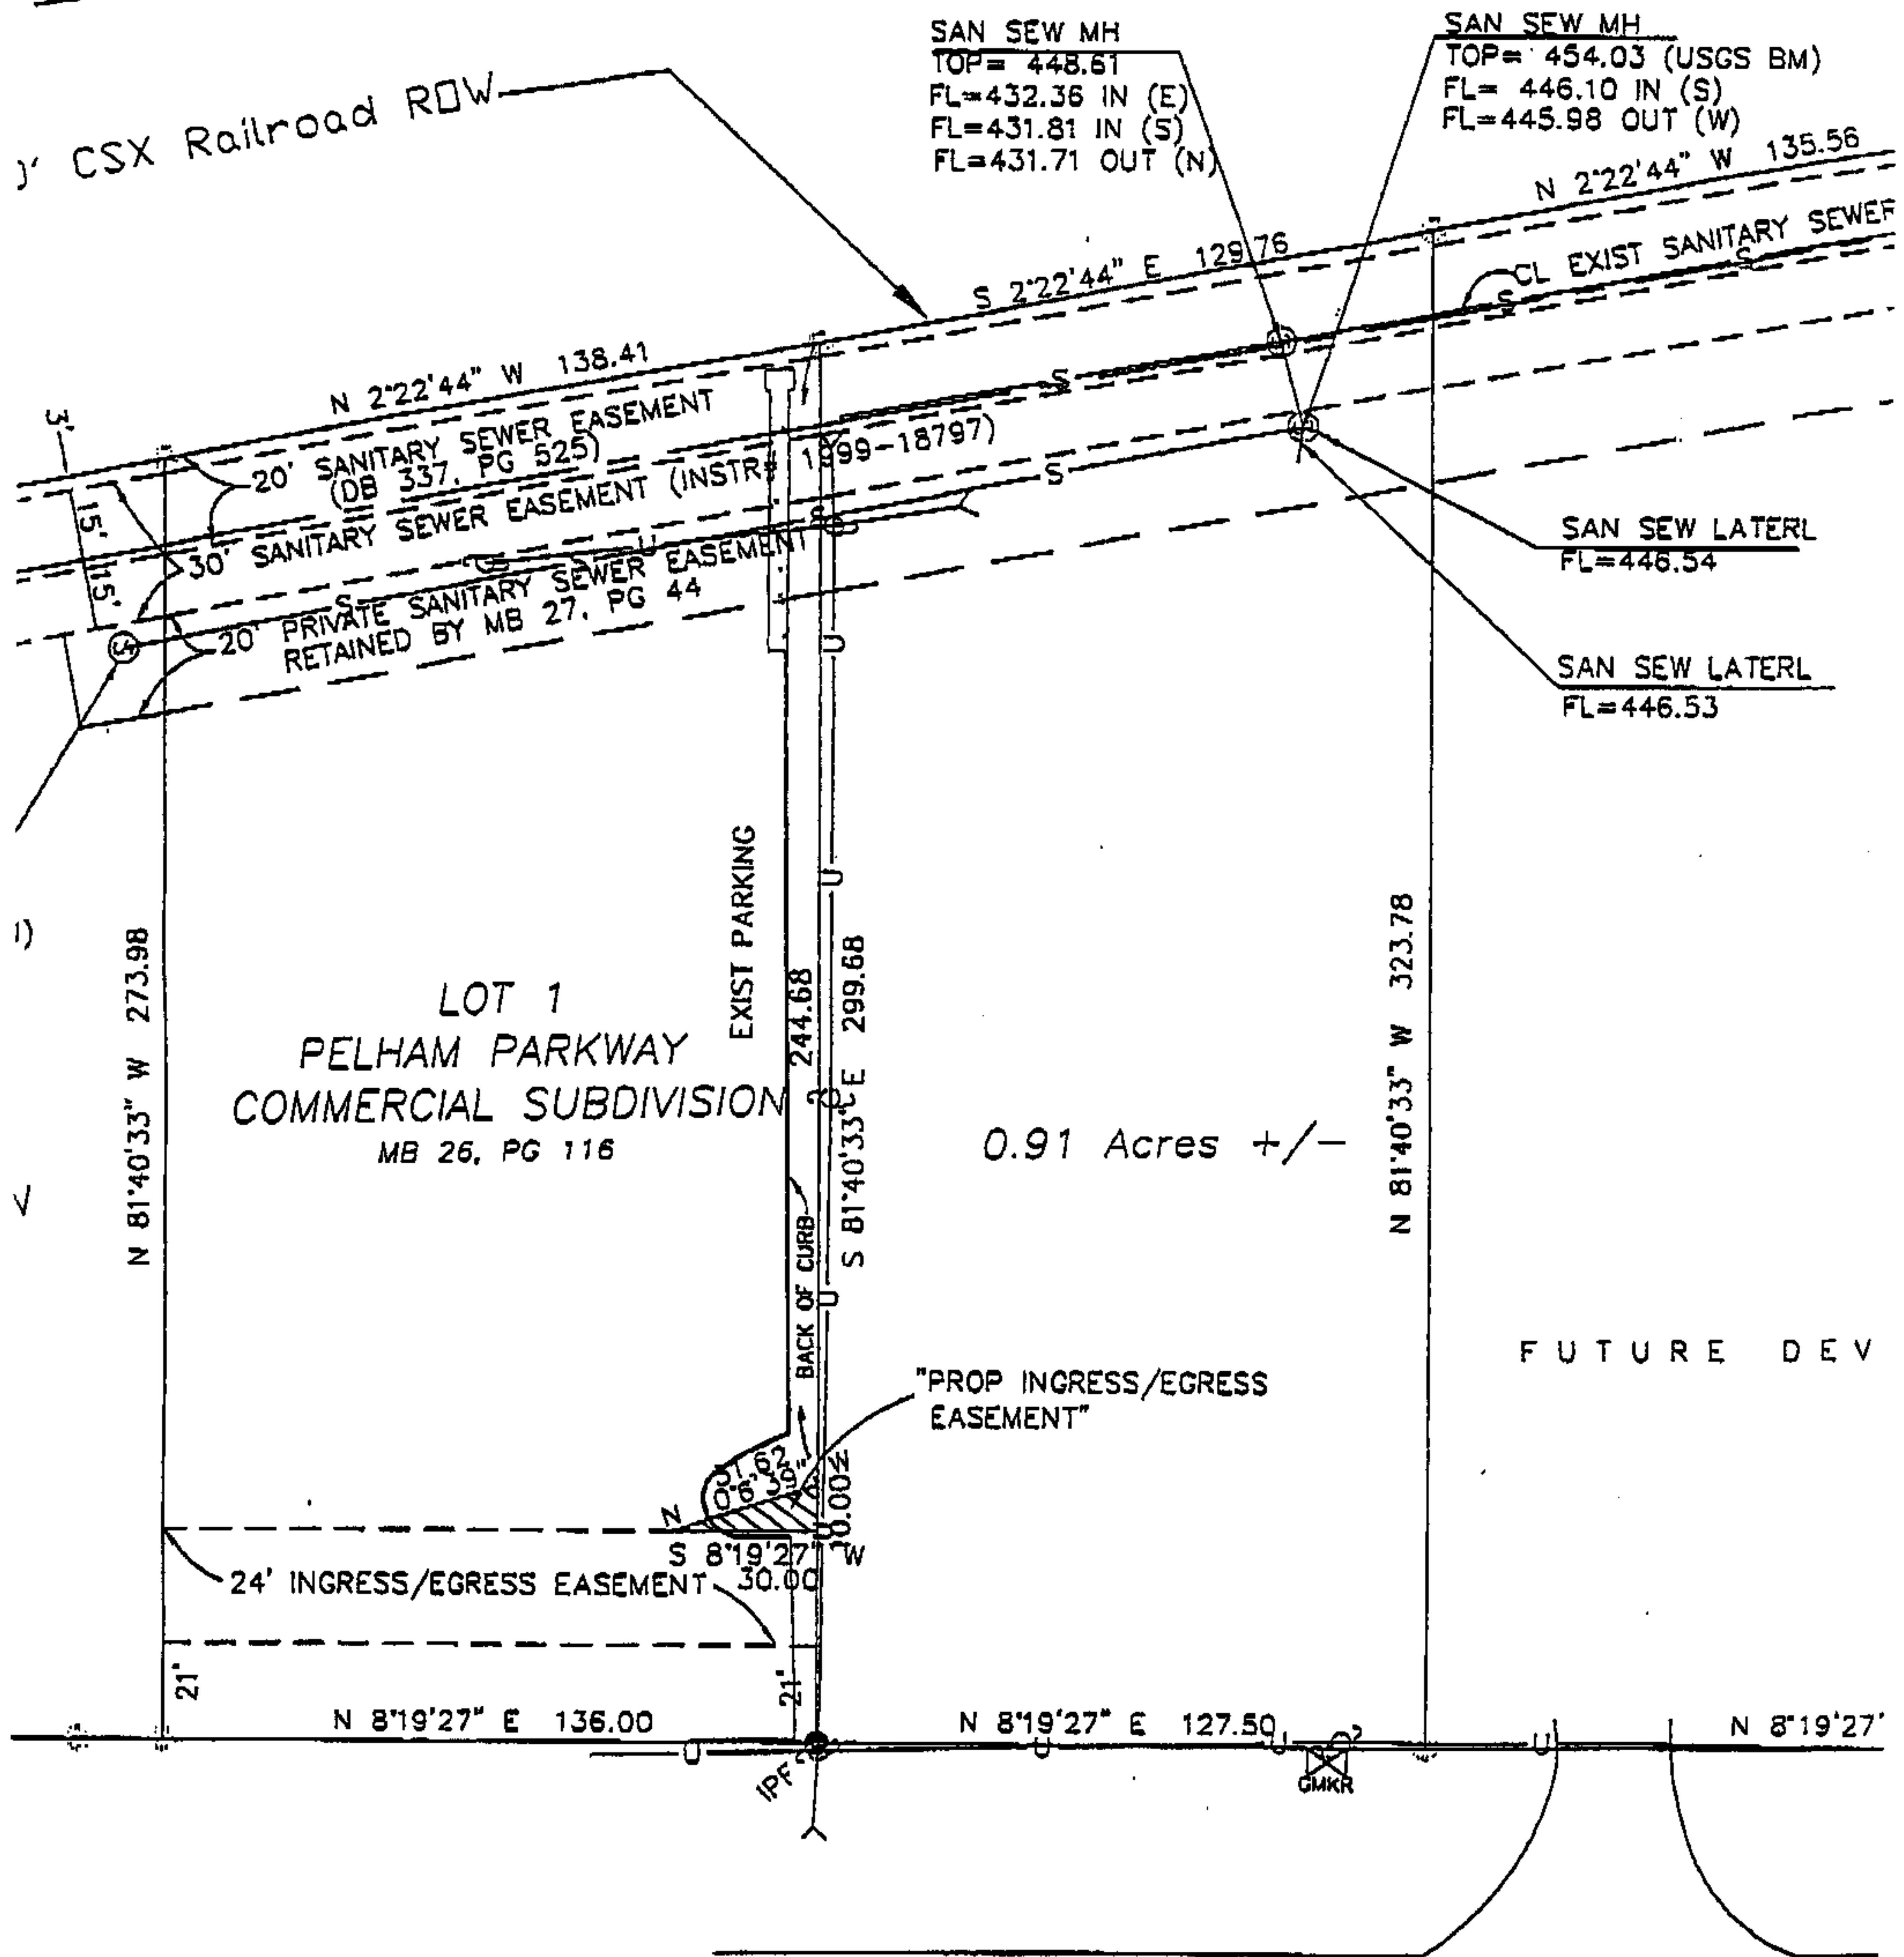 SAN SEW MH
TOP= 448.61
FL=432.36 IN (E)
FL=431.81 IN (S)
FL=431.71 OUT (N)
SAN SEW MH
TOP= 454.03 (USGS BM)
FL= 446.10 IN (S)
FL=445.98 OUT (W)
)' CSX Railroad ROW
N 2°22'44" W 135.56
S 2°22'44" E 129.76
CL EXIST SANITARY SEWER
N 2°22'44" W 138.41
3'
15'
15'
20' SANITARY SEWER EASEMENT
(DB 337, PG 525)
30' SANITARY SEWER EASEMENT (INSTR# 1999-18797)
20' PRIVATE SANITARY SEWER EASEMENT
RETAINED BY MB 27, PG 44
SAN SEW LATERL
FL=446.54
SAN SEW LATERL
FL=446.53
N 81°40'33" W 273.98
LOT 1
PELHAM PARKWAY
COMMERCIAL SUBDIVISION
MB 26, PG 116
EXIST PARKING
244.68
S 81°40'33" E 299.68
BACK OF CURB
0.91 Acres +/-
N 81°40'33" W 323.78
FUTURE DEV
"PROP INGRESS/EGRESS
EASEMENT"
31.62
S 8°19'27" W
30.00
24' INGRESS/EGRESS EASEMENT
21'
21'
N 8°19'27" E 136.00
N 8°19'27" E 127.50
N 8°19'27'
IPF
GMKR